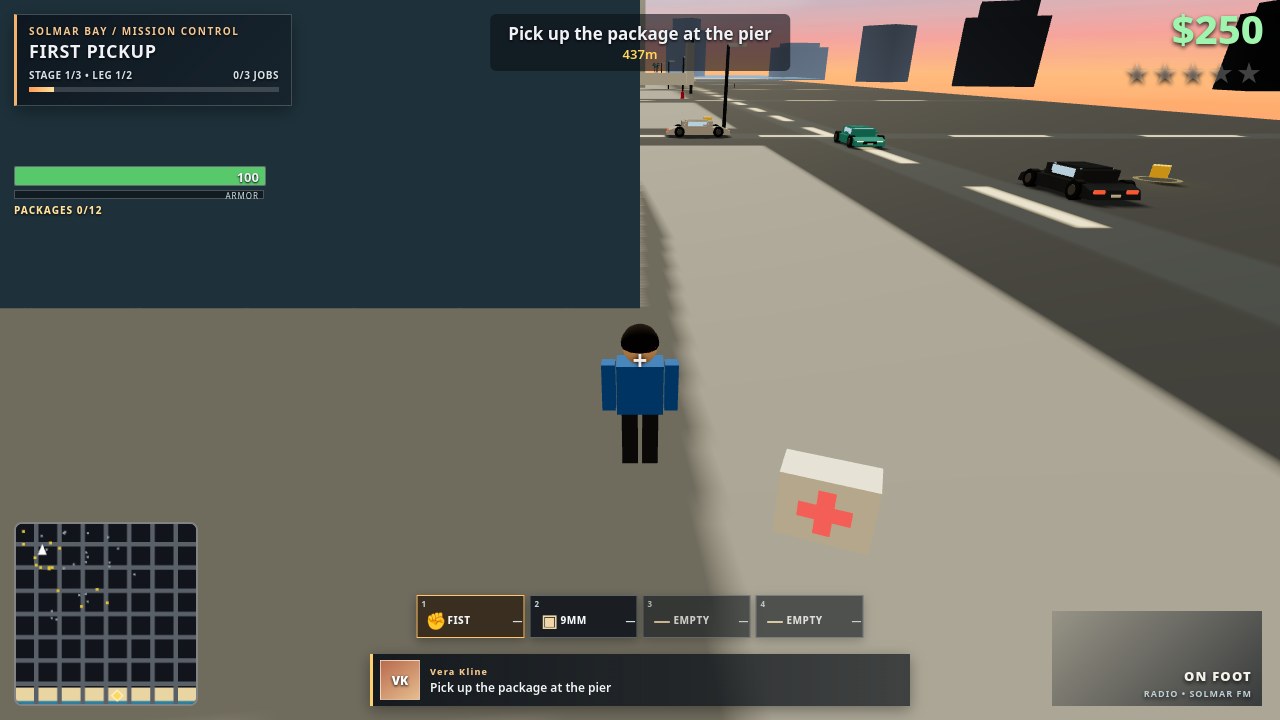 SOLMAR BAY / MISSION CONTROL
FIRST PICKUP
STAGE 1/3 • LEG 1/2 0/3 JOBS
Pick up the package at the pier
437m
$250
100
ARMOR
PACKAGES 0/12
1 FIST —
2 9MM —
3 EMPTY —
4 EMPTY —
VK
Vera Kline
Pick up the package at the pier
ON FOOT
RADIO • SOLMAR FM